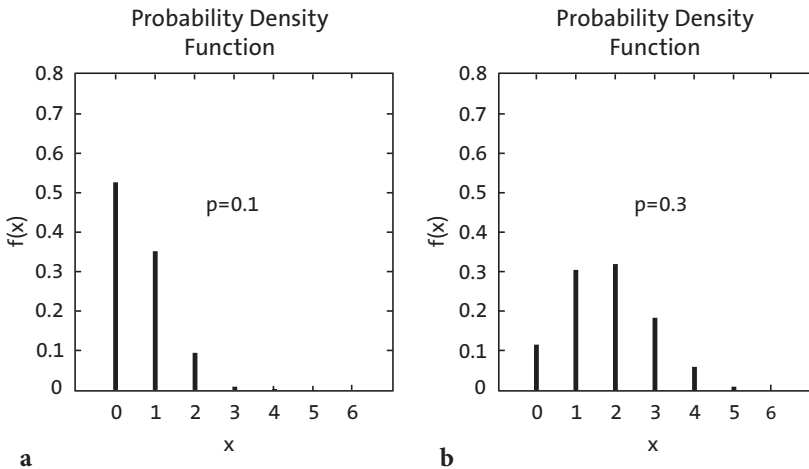 Probability Density
Function
0.8
0.7
0.6
0.5
0.4
0.3
0.2
0.1
0
f(x)
p=0.1
0 1 2 3 4 5 6
x
a
Probability Density
Function
0.8
0.7
0.6
0.5
0.4
0.3
0.2
0.1
0
f(x)
p=0.3
0 1 2 3 4 5 6
x
b